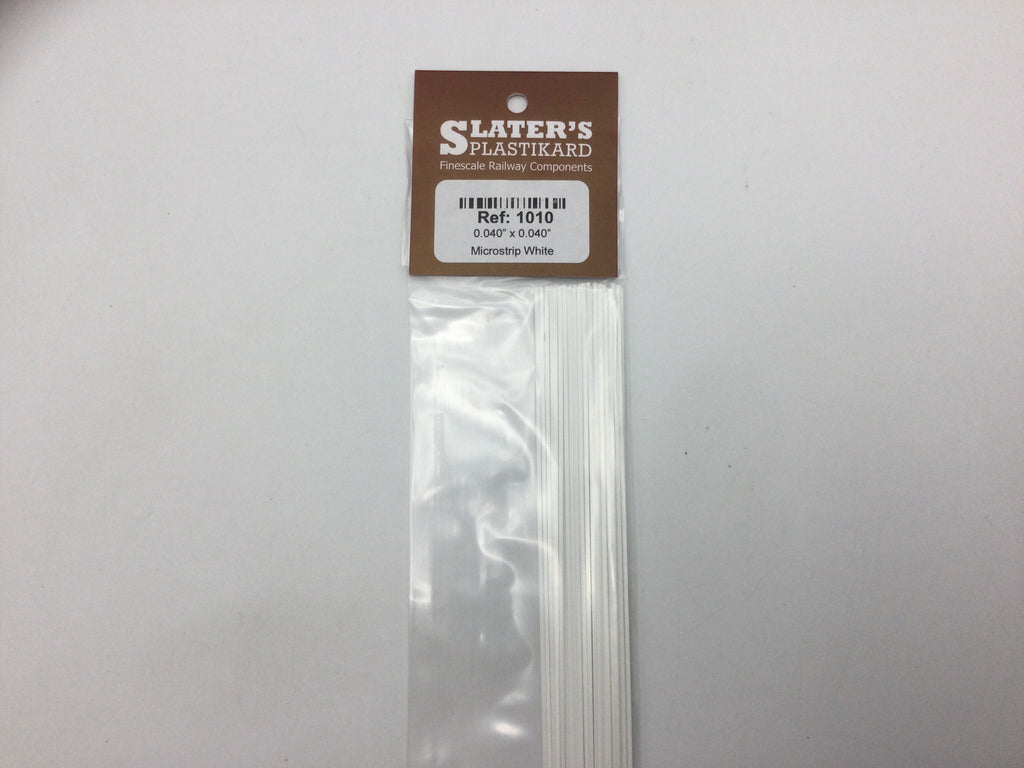 SLATER'S
PLASTIKARD
Finescale Railway Components
Ref: 1010
0.040" x 0.040"
Microstrip White